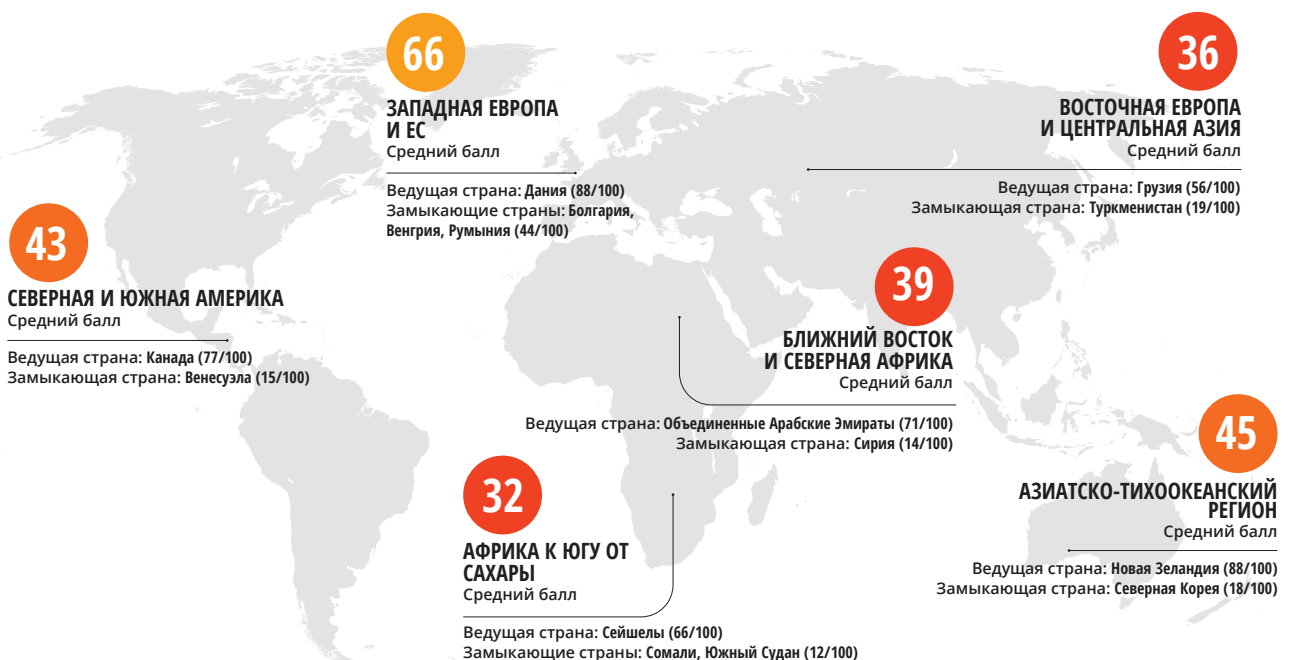 66
ЗАПАДНАЯ ЕВРОПА
И ЕС
Средний балл
Ведущая страна: Дания (88/100)
Замыкающие страны: Болгария,
Венгрия, Румыния (44/100)
36
ВОСТОЧНАЯ ЕВРОПА
И ЦЕНТРАЛЬНАЯ АЗИЯ
Средний балл
Ведущая страна: Грузия (56/100)
Замыкающая страна: Туркменистан (19/100)
43
СЕВЕРНАЯ И ЮЖНАЯ АМЕРИКА
Средний балл
Ведущая страна: Канада (77/100)
Замыкающая страна: Венесуэла (15/100)
39
БЛИЖНИЙ ВОСТОК
И СЕВЕРНАЯ АФРИКА
Средний балл
Ведущая страна: Объединенные Арабские Эмираты (71/100)
Замыкающая страна: Сирия (14/100)
32
АФРИКА К ЮГУ ОТ
САХАРЫ
Средний балл
Ведущая страна: Сейшелы (66/100)
Замыкающие страны: Сомали, Южный Судан (12/100)
45
АЗИАТСКО-ТИХООКЕАНСКИЙ
РЕГИОН
Средний балл
Ведущая страна: Новая Зеландия (88/100)
Замыкающая страна: Северная Корея (18/100)